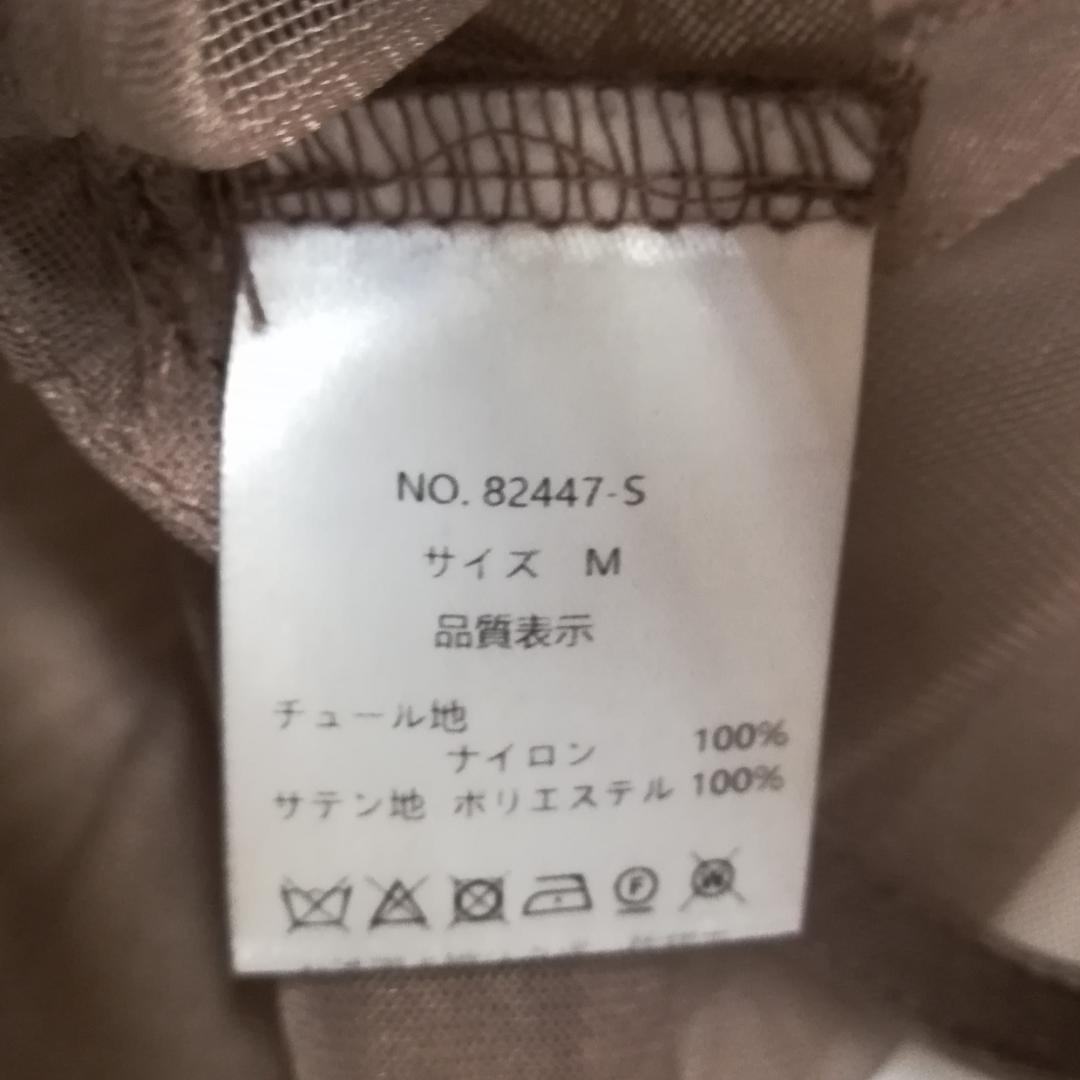 NO. 82447-S
サイズ M
品質表示
チュール地
ナイロン 100%
サテン地 ポリエステル 100%
F W